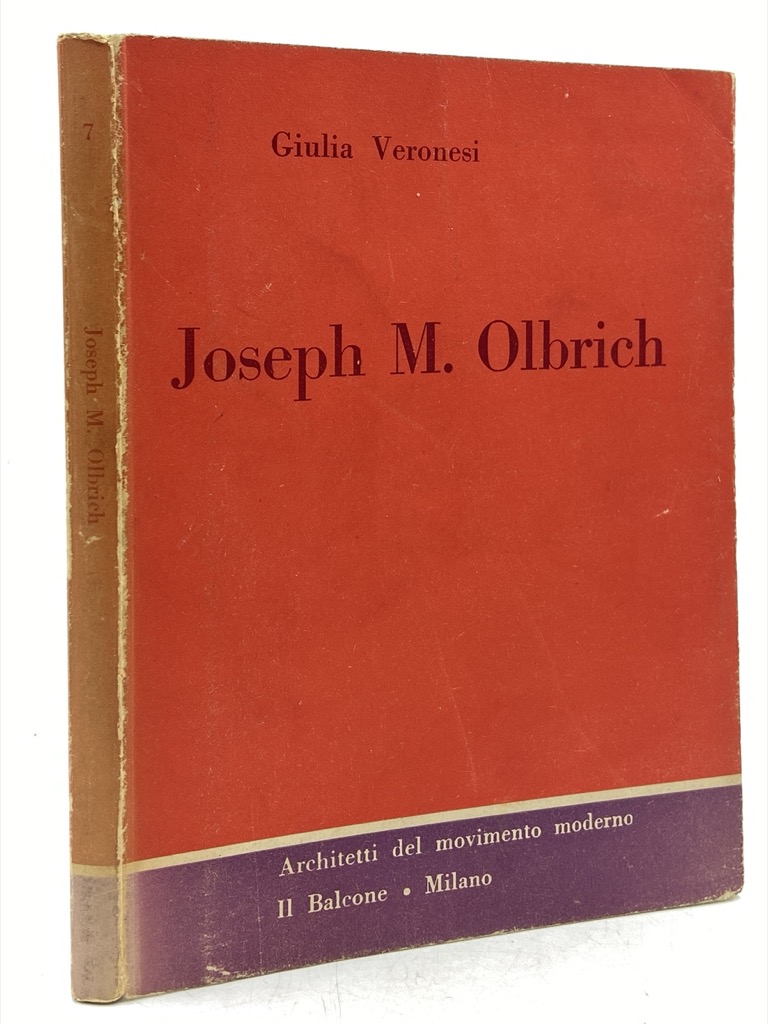 7
Joseph M. Olbrich
Giulia Veronesi
Joseph M. Olbrich
Architetti del movimento moderno
Il Balcone • Milano